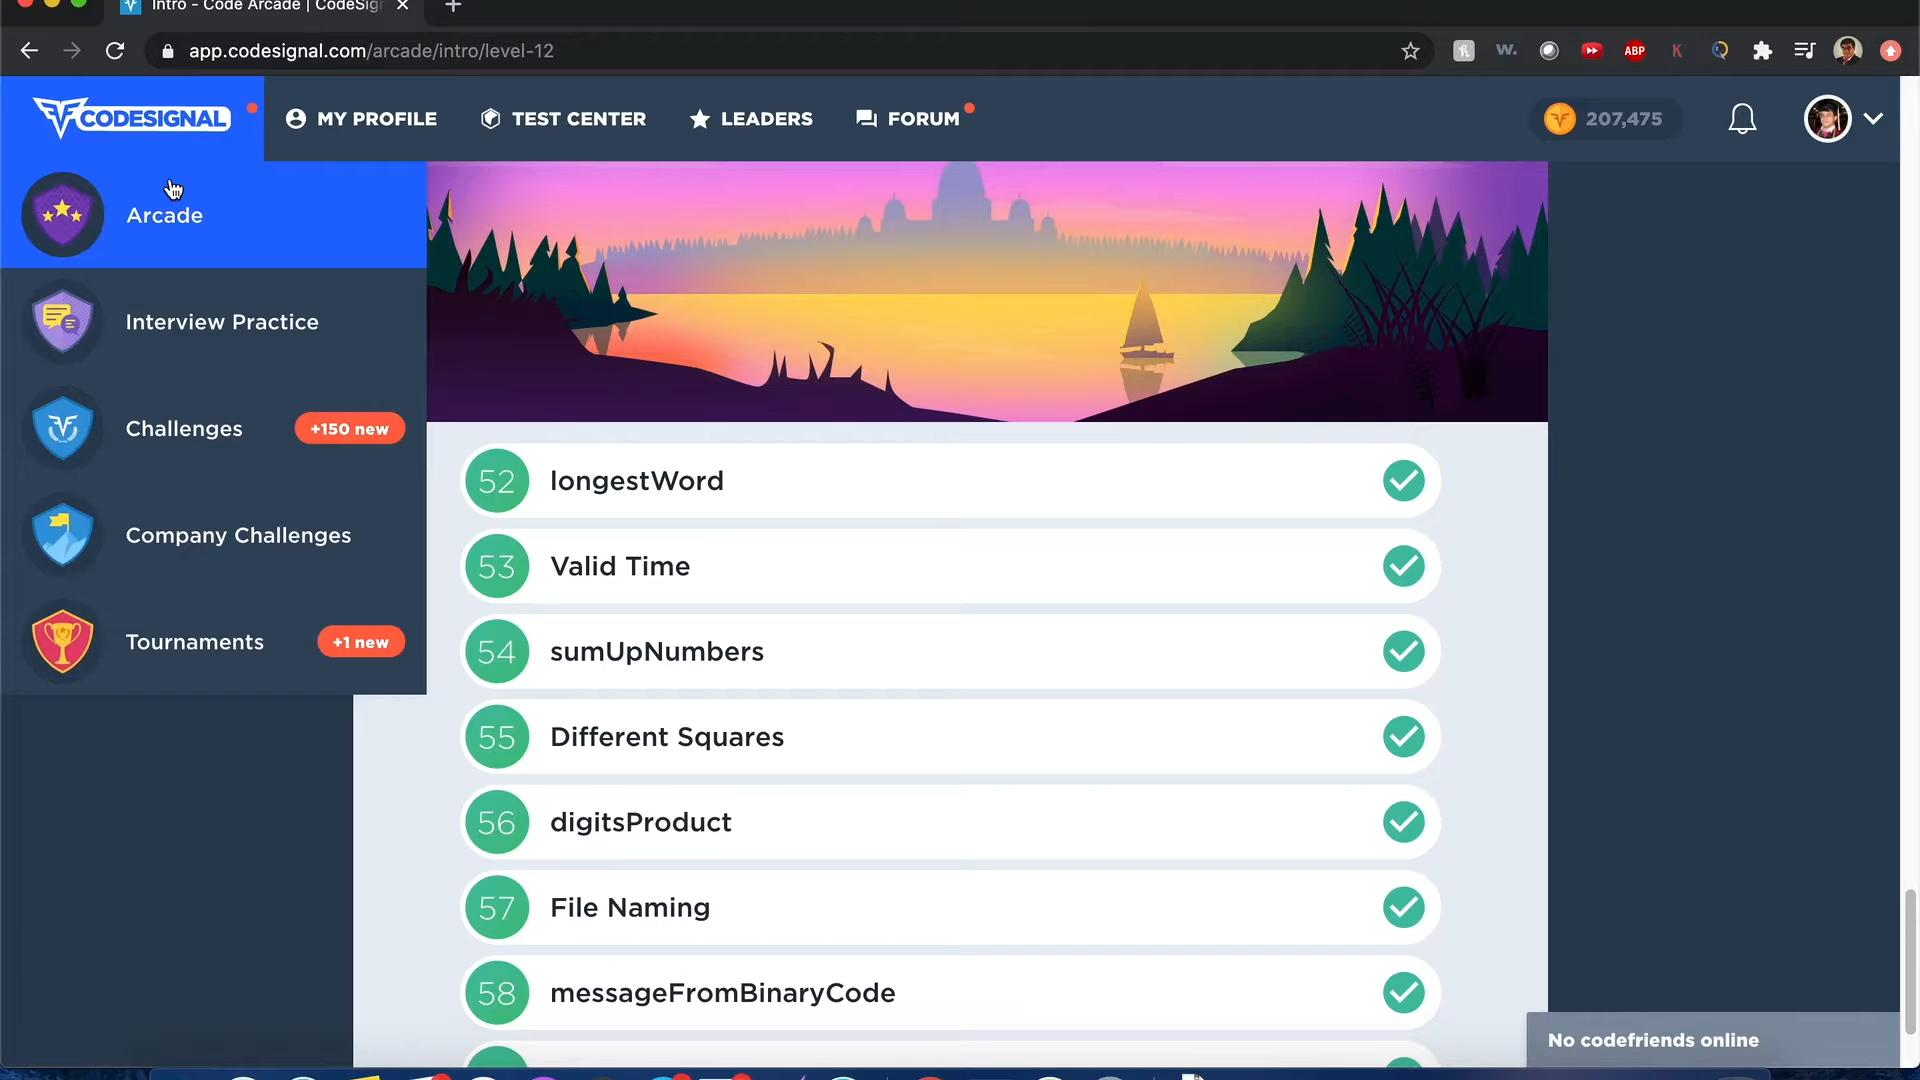 Intro - Code Arcade | CodeSign
app.codesignal.com/arcade/intro/level-12
ABP
CODESIGNAL
MY PROFILE
TEST CENTER
LEADERS
FORUM
207,475
Arcade
Interview Practice
Challenges
+150 new
Company Challenges
Tournaments
+1 new
52 longestWord
53 Valid Time
54 sumUpNumbers
55 Different Squares
56 digitsProduct
57 File Naming
58 messageFromBinaryCode
No codefriends online